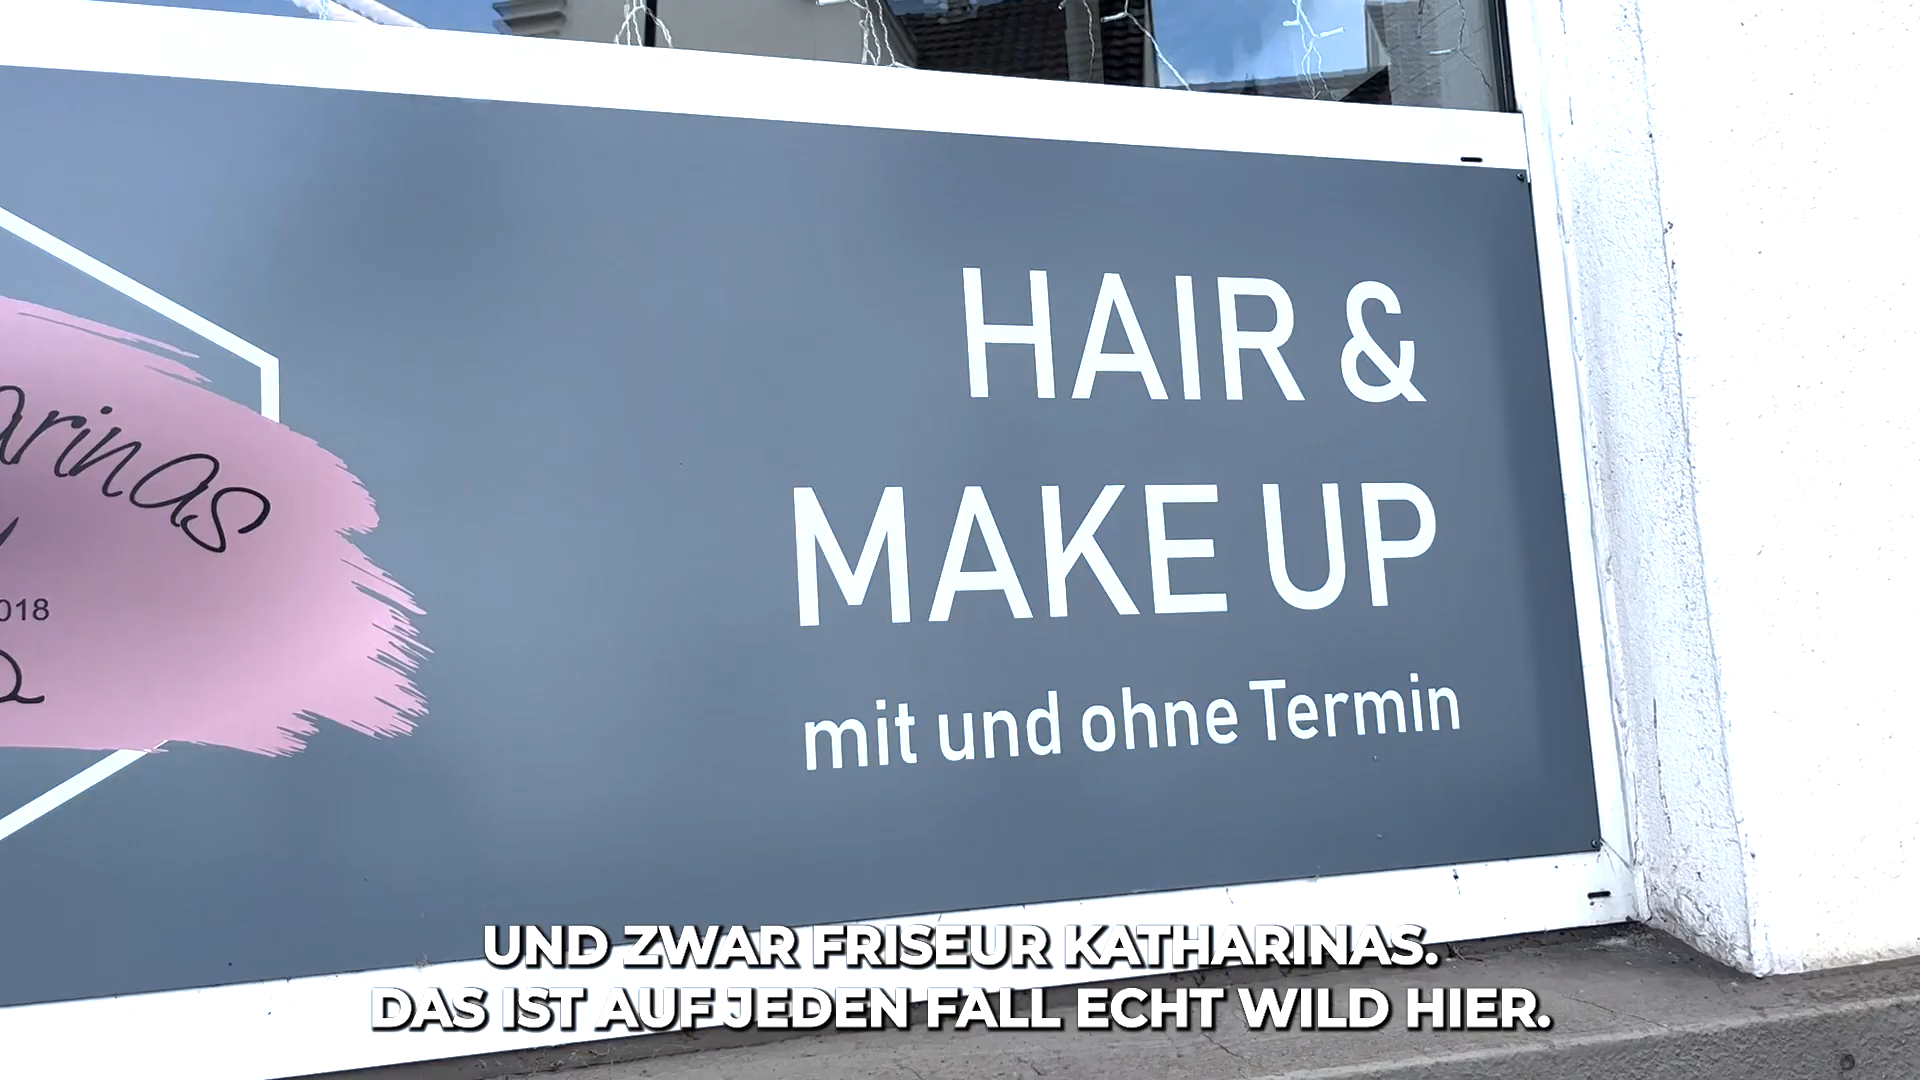 HAIR &
MAKE UP
mit und ohne Termin
arinas
018
UND ZWAR FRISEUR KATHARINAS.
DAS IST AUF JEDEN FALL ECHT WILD HIER.